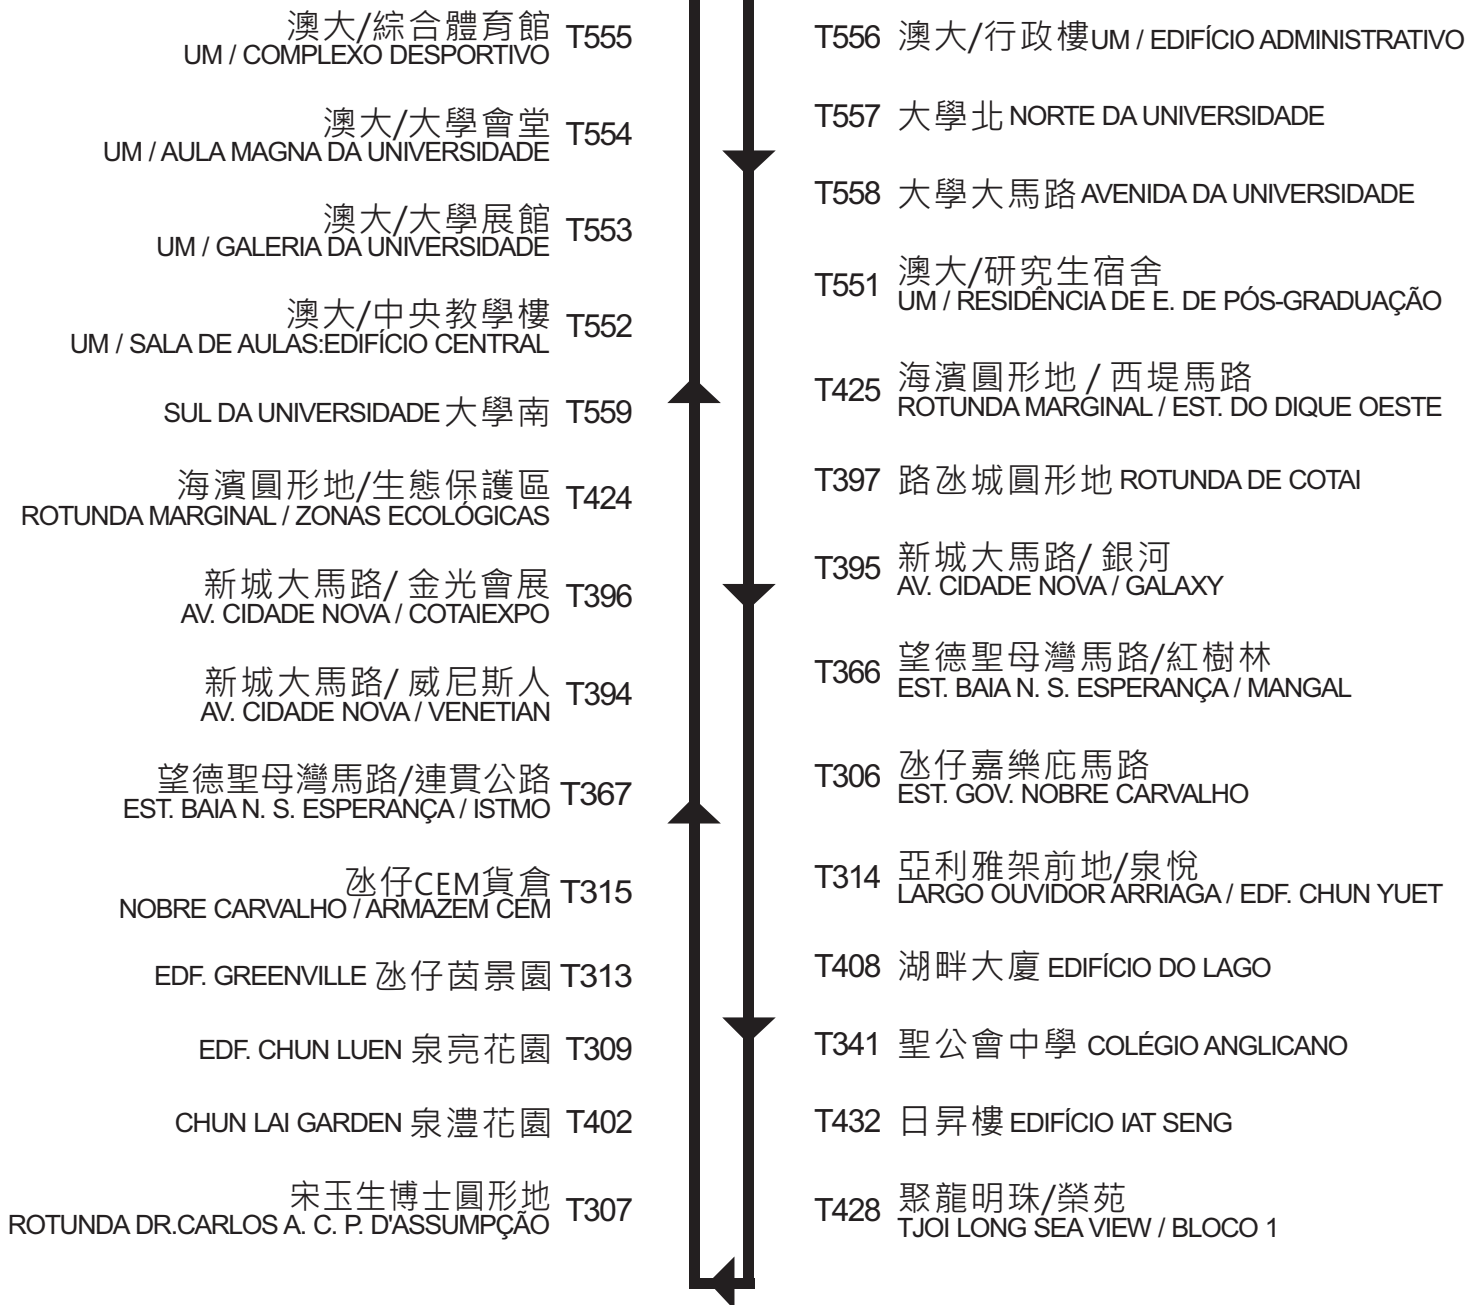 澳大/綜合體育館
UM / COMPLEXO DESPORTIVO
T555
澳大/大學會堂
UM / AULA MAGNA DA UNIVERSIDADE
T554
澳大/大學展館
UM / GALERIA DA UNIVERSIDADE
T553
澳大/中央教學樓
UM / SALA DE AULAS:EDIFÍCIO CENTRAL
T552
SUL DA UNIVERSIDADE 大學南 T559
海濱圓形地/生態保護區
ROTUNDA MARGINAL / ZONAS ECOLÓGICAS
T424
新城大馬路/ 金光會展
AV. CIDADE NOVA / COTAIEXPO
T396
新城大馬路/ 威尼斯人
AV. CIDADE NOVA / VENETIAN
T394
望德聖母灣馬路/連貫公路
EST. BAIA N. S. ESPERANÇA / ISTMO
T367
氹仔CEM貨倉
NOBRE CARVALHO / ARMAZÉM CEM
T315
EDF. GREENVILLE 氹仔茵景園 T313
EDF. CHUN LUEN 泉亮花園 T309
CHUN LAI GARDEN 泉澧花園 T402
宋玉生博士圓形地
ROTUNDA DR.CARLOS A. C. P. D'ASSUMPÇÃO
T307
T556 澳大/行政樓UM / EDIFÍCIO ADMINISTRATIVO
T557 大學北 NORTE DA UNIVERSIDADE
T558 大學大馬路 AVENIDA DA UNIVERSIDADE
T551
澳大/研究生宿舍
UM / RESIDÊNCIA DE E. DE PÓS-GRADUAÇÃO
T425
海濱圓形地 / 西堤馬路
ROTUNDA MARGINAL / EST. DO DIQUE OESTE
T397 路氹城圓形地 ROTUNDA DE COTAI
T395
新城大馬路/ 銀河
AV. CIDADE NOVA / GALAXY
T366
望德聖母灣馬路/紅樹林
EST. BAIA N. S. ESPERANÇA / MANGAL
T306
氹仔嘉樂庇馬路
EST. GOV. NOBRE CARVALHO
T314
亞利雅架前地/泉悅
LARGO OUVIDOR ARRIAGA / EDF. CHUN YUET
T408 湖畔大廈 EDIFÍCIO DO LAGO
T341 聖公會中學 COLÉGIO ANGLICANO
T432 日昇樓 EDIFÍCIO IAT SENG
T428
聚龍明珠/榮苑
TJOI LONG SEA VIEW / BLOCO 1